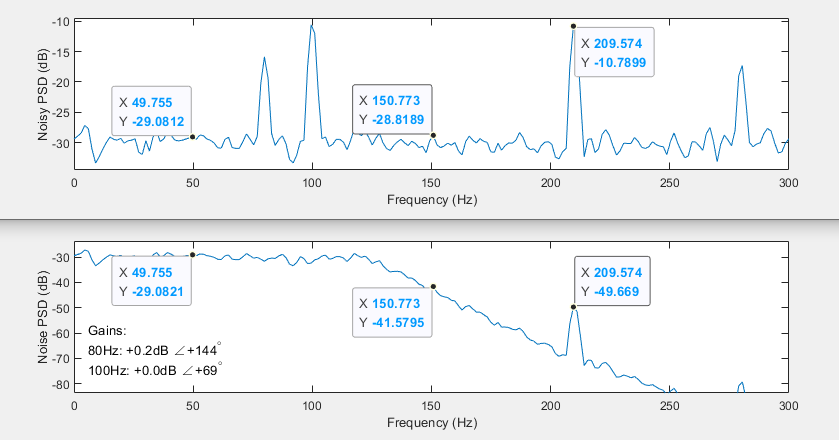 -10
-15
-20
-25
-30
Noisy PSD (dB)
X 49.755
Y -29.0812
X 150.773
Y -28.8189
X 209.574
Y -10.7899
0 50 100 150 200 250 300
Frequency (Hz)
-30
-40
-50
-60
-70
-80
Noise PSD (dB)
X 49.755
Y -29.0821
X 150.773
Y -41.5795
X 209.574
Y -49.669
Gains:
80Hz: +0.2dB ∠+144°
100Hz: +0.0dB ∠+69°
0 50 100 150 200 250 300
Frequency (Hz)